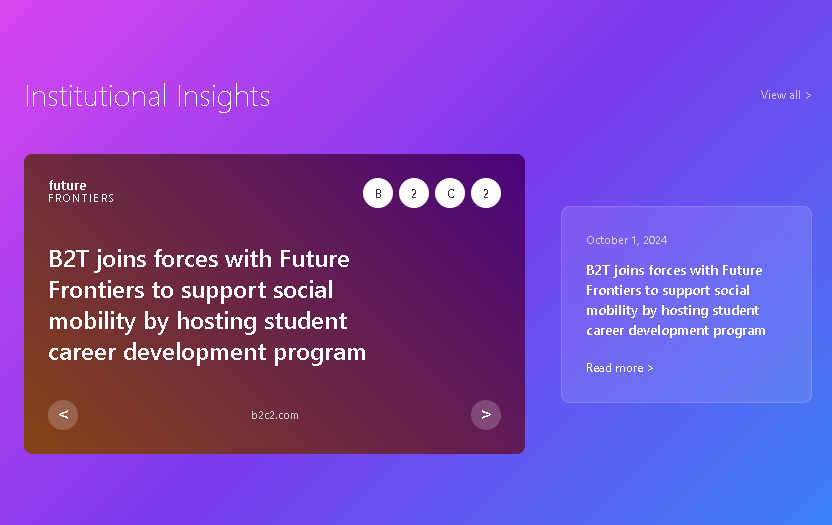 Institutional Insights
View all >
future
FRONTIERS
B 2 C 2
B2T joins forces with Future
Frontiers to support social
mobility by hosting student
career development program
< b2c2.com >
October 1, 2024
B2T joins forces with Future
Frontiers to support social
mobility by hosting student
career development program
Read more >